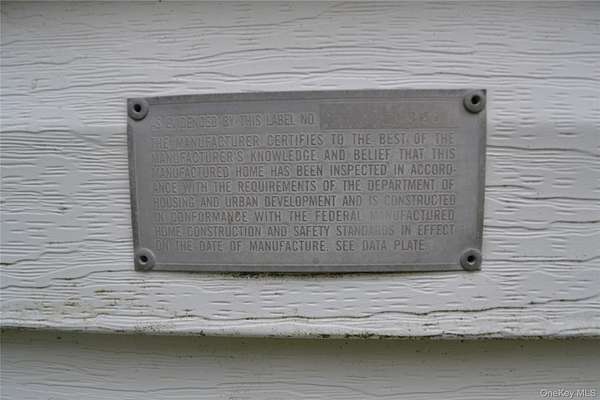 AS EVIDENCED BY THIS LABEL NO.
THE MANUFACTURER CERTIFIES TO THE BEST OF THE
MANUFACTURER'S KNOWLEDGE AND BELIEF THAT THIS
MANUFACTURED HOME HAS BEEN INSPECTED IN ACCORD-
ANCE WITH THE REQUIREMENTS OF THE DEPARTMENT OF
HOUSING AND URBAN DEVELOPMENT AND IS CONSTRUCTED
IN CONFORMANCE WITH THE FEDERAL MANUFACTURED
HOME CONSTRUCTION AND SAFETY STANDARDS IN EFFECT
ON THE DATE OF MANUFACTURE. SEE DATA PLATE.
OneKey MLS